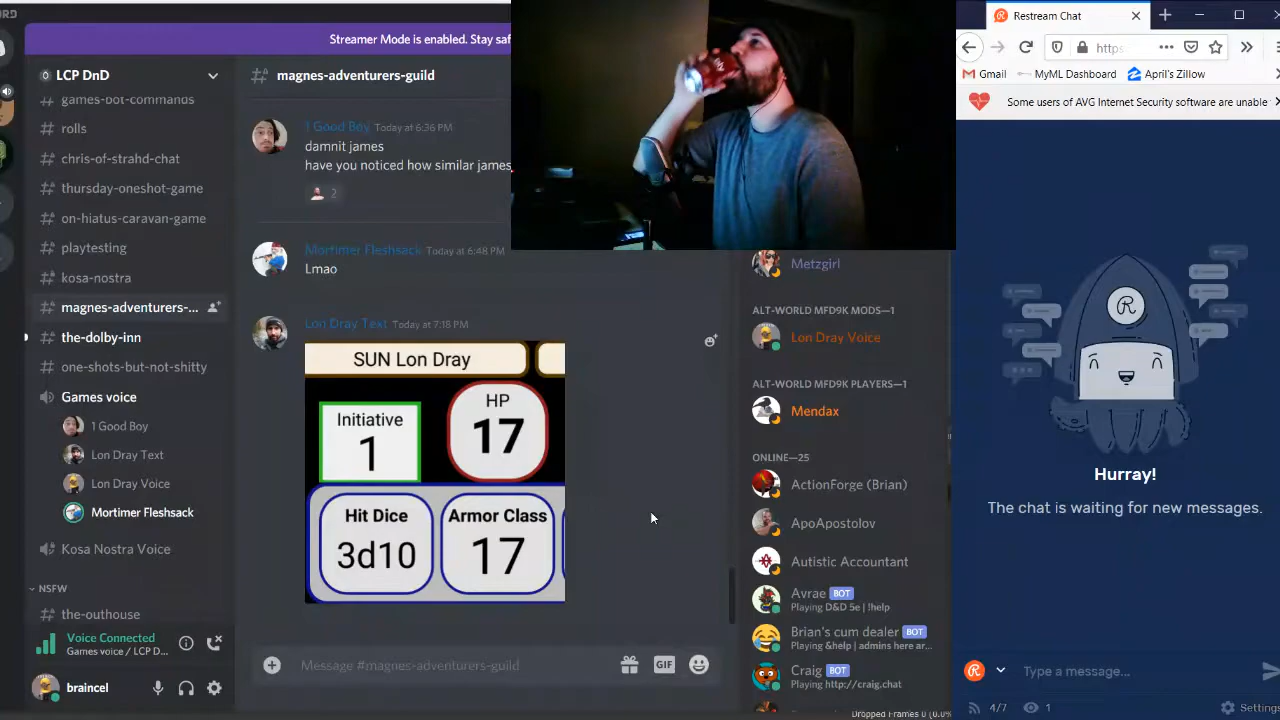 Streamer Mode is enabled. Stay saf
LCP DnD
games-bot-commands
rolls
chris-of-strahd-chat
thursday-oneshot-game
on-hiatus-caravan-game
playtesting
kosa-nostra
magnes-adventurers-...
the-dolby-inn
one-shots-but-not-shitty
Games voice
1 Good Boy
Lon Dray Text
Lon Dray Voice
Mortimer Fleshsack
Kosa Nostra Voice
NSFW
the-outhouse
Voice Connected
Games voice / LCP D...
braincel
magnes-adventurers-guild
1 Good Boy Today at 6:36 PM
damnit james
have you noticed how similar james
2
Mortimer Fleshsack Today at 6:48 PM
Lmao
Lon Dray Text Today at 7:15 PM
SUN Lon Dray
Initiative
1
HP
17
Hit Dice
3d10
Armor Class
17
Message #magnes-adventurers-guild
GIF
Metzgirl
ALT-WORLD MFD9K MODS—1
Lon Dray Voice
ALT-WORLD MFD9K PLAYERS—1
Mendax
ONLINE—25
ActionForge (Brian)
ApoApostolov
Autistic Accountant
Avrae BOT
Playing D&D 5e | !help
Brian's cum dealer BOT
Playing &help | admins here ar...
Craig BOT
Playing http://craig.chat
Dropped Frames 0 (0.0%
Restream Chat
https
Gmail
MyML Dashboard
April's Zillow
Some users of AVG Internet Security software are unable
Hurray!
The chat is waiting for new messages.
Type a message...
4/7
1
Settings